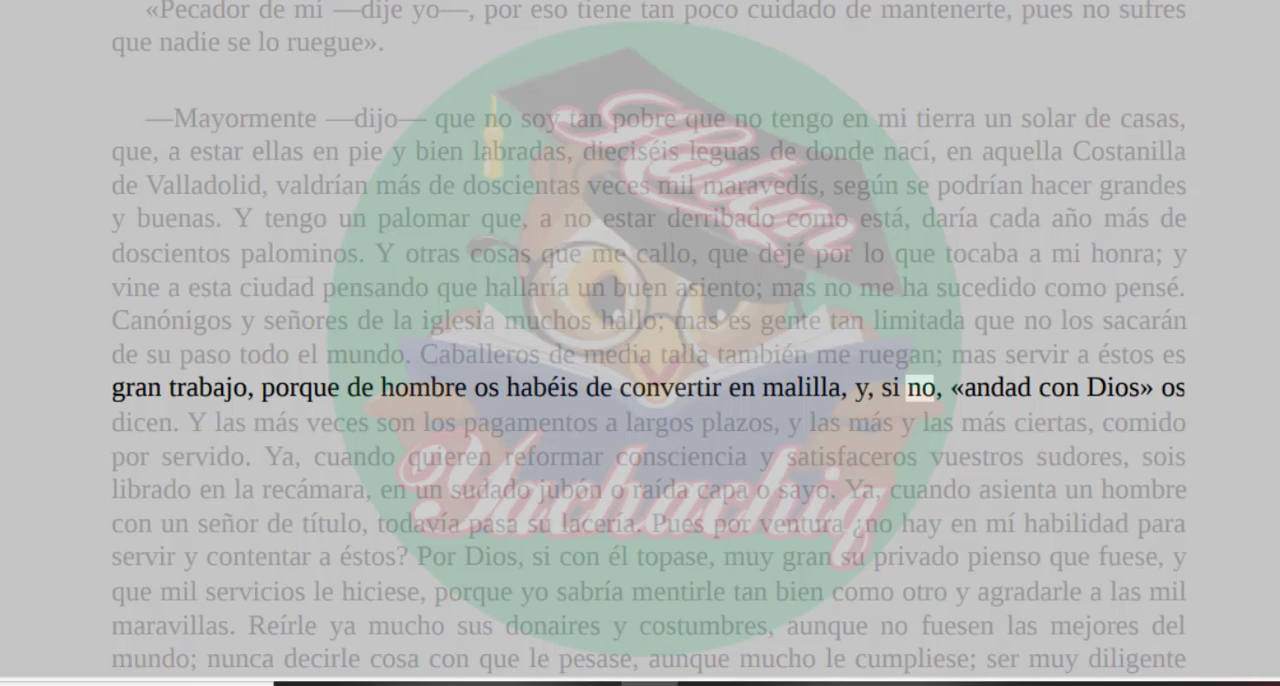 «Pecador de mí —dije yo—, por eso tiene tan poco cuidado de mantenerte, pues no sufres
que nadie se lo ruegue».
—Mayormente —dijo— que no soy tan pobre que no tengo en mi tierra un solar de casas,
que, a estar ellas en pie y bien labradas, dieciséis leguas de donde nací, en aquella Costanilla
de Valladolid, valdrían más de doscientas veces mil maravedís, según se podrían hacer grandes
y buenas. Y tengo un palomar que, a no estar derribado como está, daría cada año más de
doscientos palominos. Y otras cosas que me callo, que dejé por lo que tocaba a mi honra; y
vine a esta ciudad pensando que hallaría un buen asiento; mas no me ha sucedido como pensé.
Canónigos y señores de la iglesia muchos hallo; mas es gente tan limitada que no los sacarán
de su paso todo el mundo. Caballeros de media talla también me ruegan; mas servir a éstos es
gran trabajo, porque de hombre os habéis de convertir en malilla, y, si no, «andad con Dios» os
dicen. Y las más veces son los pagamentos a largos plazos, y las más y las más ciertas, comido
por servido. Ya, cuando quieren reformar consciencia y satisfaceros vuestros sudores, sois
librado en la recámara, en un sudado jubón o raída capa o sayo. Ya, cuando asienta un hombre
con un señor de título, todavía pasa su lacería. Pues por ventura ¿no hay en mí habilidad para
servir y contentar a éstos? Por Dios, si con él topase, muy gran su privado pienso que fuese, y
que mil servicios le hiciese, porque yo sabría mentirle tan bien como otro y agradarle a las mil
maravillas. Reírle ya mucho sus donaires y costumbres, aunque no fuesen las mejores del
mundo; nunca decirle cosa con que le pesase, aunque mucho le cumpliese; ser muy diligente
Yachachiq